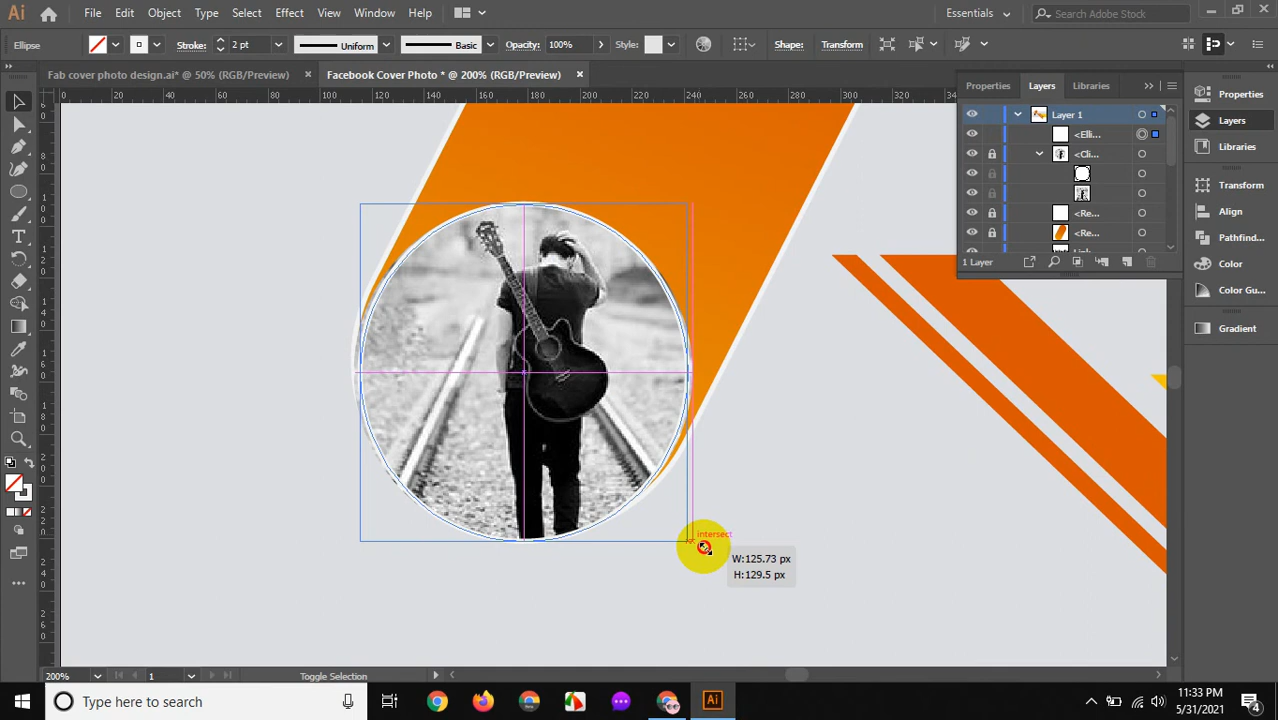 Ai File Edit Object Type Select Effect View Window Help Essentials Search Adobe Stock
Ellipse Stroke: 2 pt Uniform Basic Opacity: 100% Style: Shape: Transform
Fab cover photo design.ai* @ 50% (RGB/Preview) × Facebook Cover Photo * @ 200% (RGB/Preview) ×
Properties Layers Libraries
0 20 40 60 80 100 120 140 160 180 200 220 240 260 280 300 320 34
Layer 1
<Elli...
<Cli...
<Re...
<Re...
1 Layer
Properties
Layers
Libraries
Transform
Align
Pathfind...
Color
Color Gu...
Gradient
intersect
W:125.73 px
H:129.5 px
200% 1 Toggle Selection
Type here to search
Ai
11:33 PM
5/31/2021
4